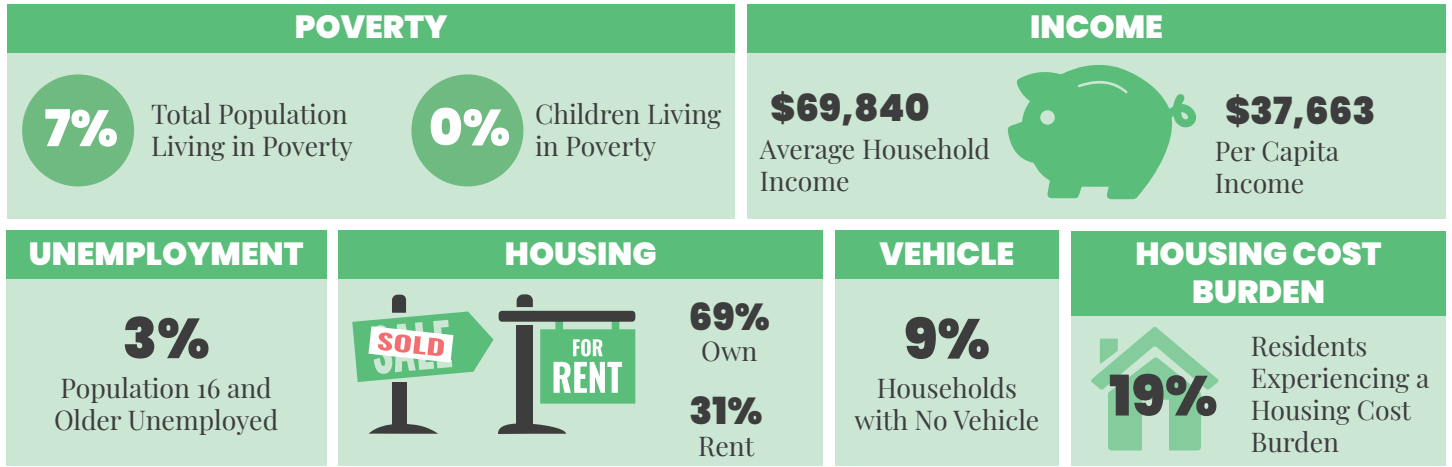 POVERTY
7%
Total Population
Living in Poverty
0%
Children Living
in Poverty
INCOME
$69,840
Average Household
Income
$37,663
Per Capita
Income
UNEMPLOYMENT
3%
Population 16 and
Older Unemployed
HOUSING
SALE
SOLD
FOR
RENT
69%
Own
31%
Rent
VEHICLE
9%
Households
with No Vehicle
HOUSING COST
BURDEN
19%
Residents
Experiencing a
Housing Cost
Burden